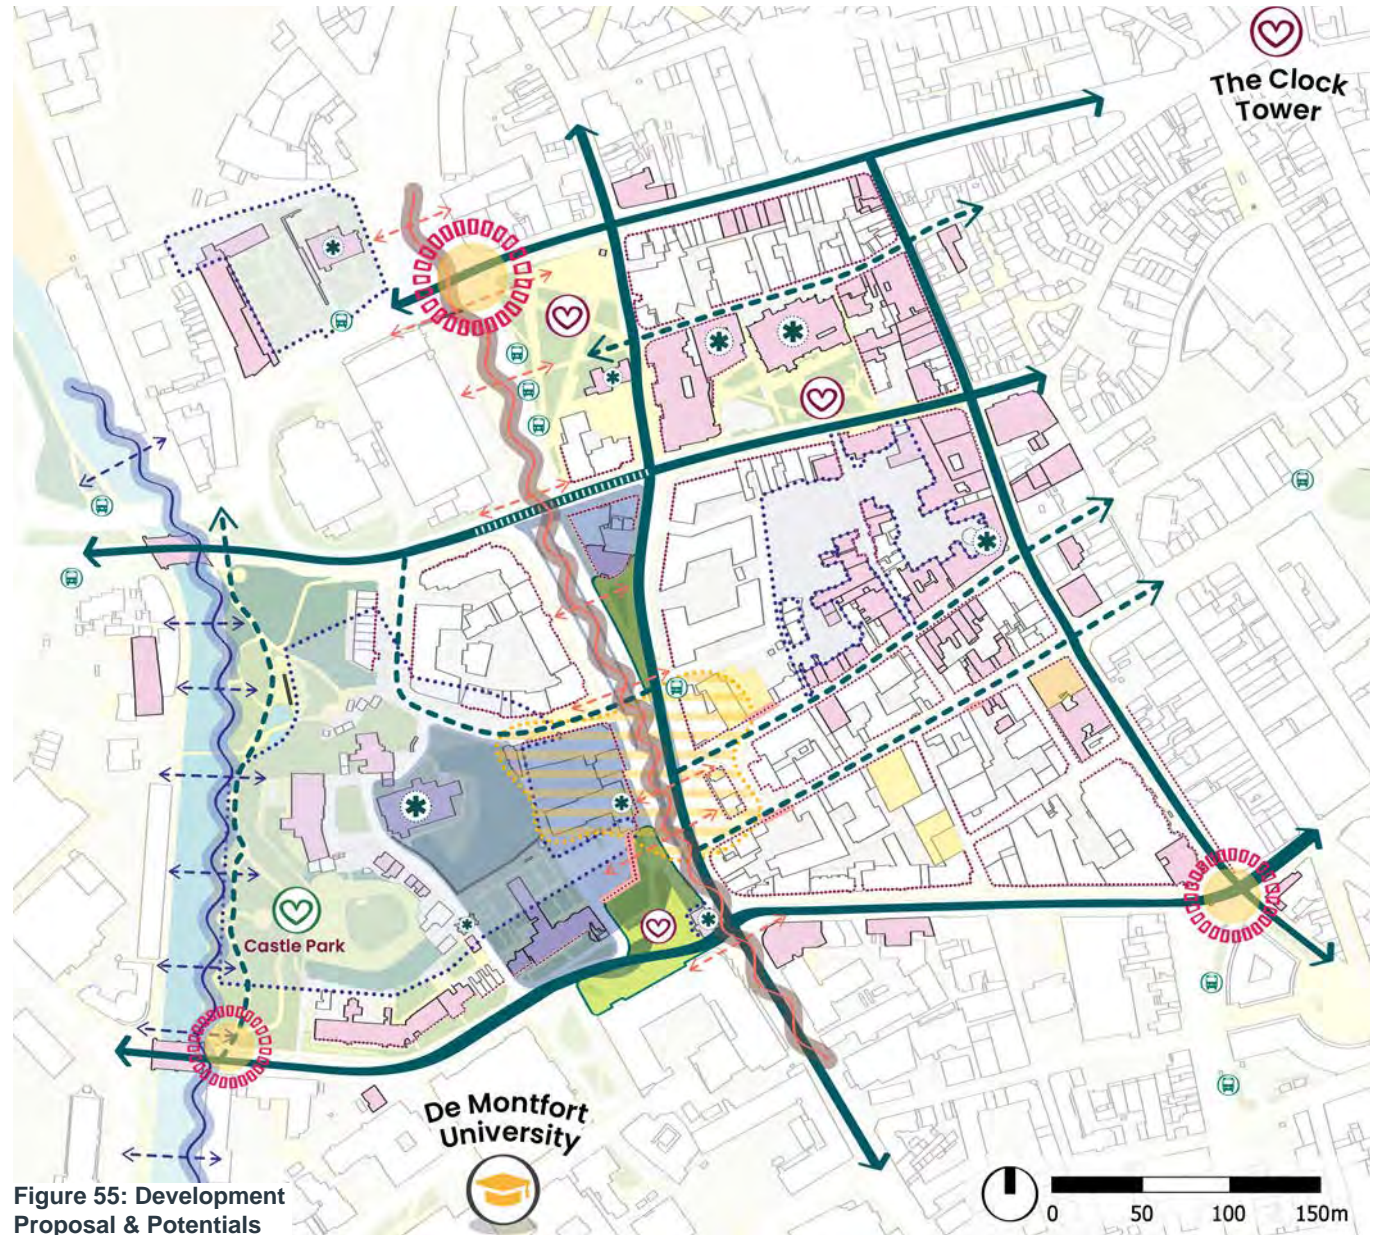 The Clock
Tower
Castle Park
De Montfort
University
Figure 55: Development
Proposal & Potentials
0 50 100 150m